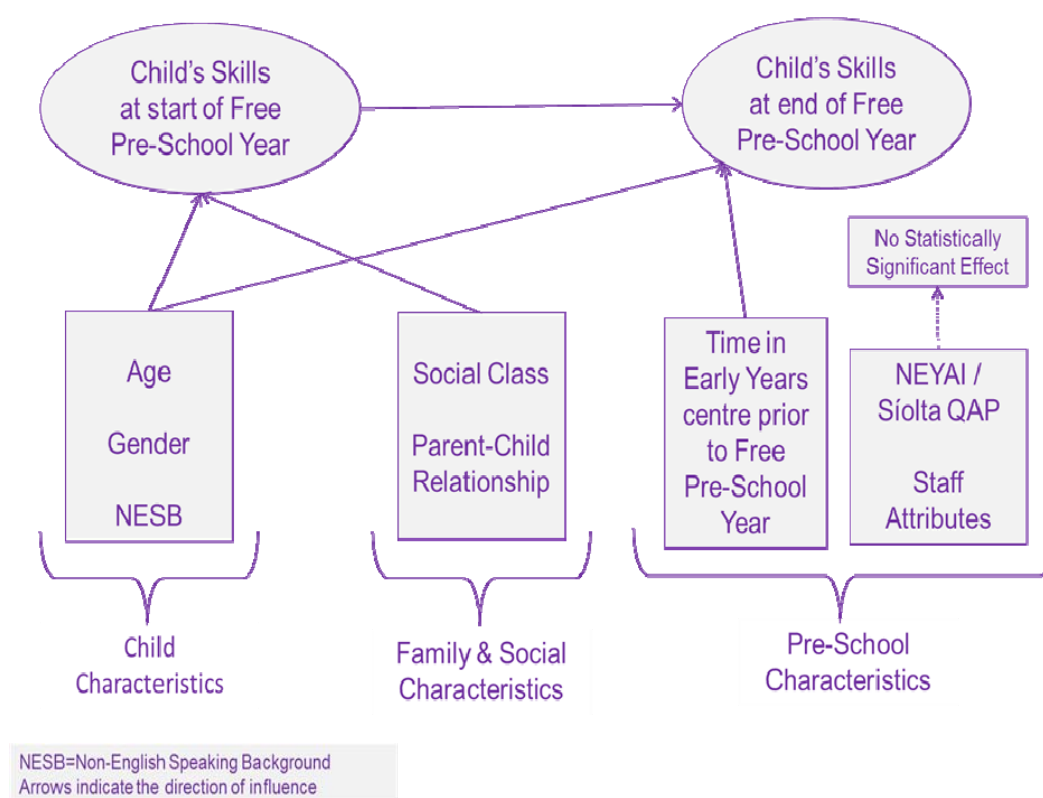 Child's Skills
at start of Free
Pre-School Year
Child's Skills
at end of Free
Pre-School Year
No Statistically
Significant Effect
Age
Gender
NESB
Social Class
Parent-Child
Relationship
Time in
Early Years
centre prior
to Free
Pre-School
Year
NEYAI /
Síolta QAP
Staff
Attributes
Child
Characteristics
Family & Social
Characteristics
Pre-School
Characteristics
NESB=Non-English Speaking Background
Arrows indicate the direction of influence